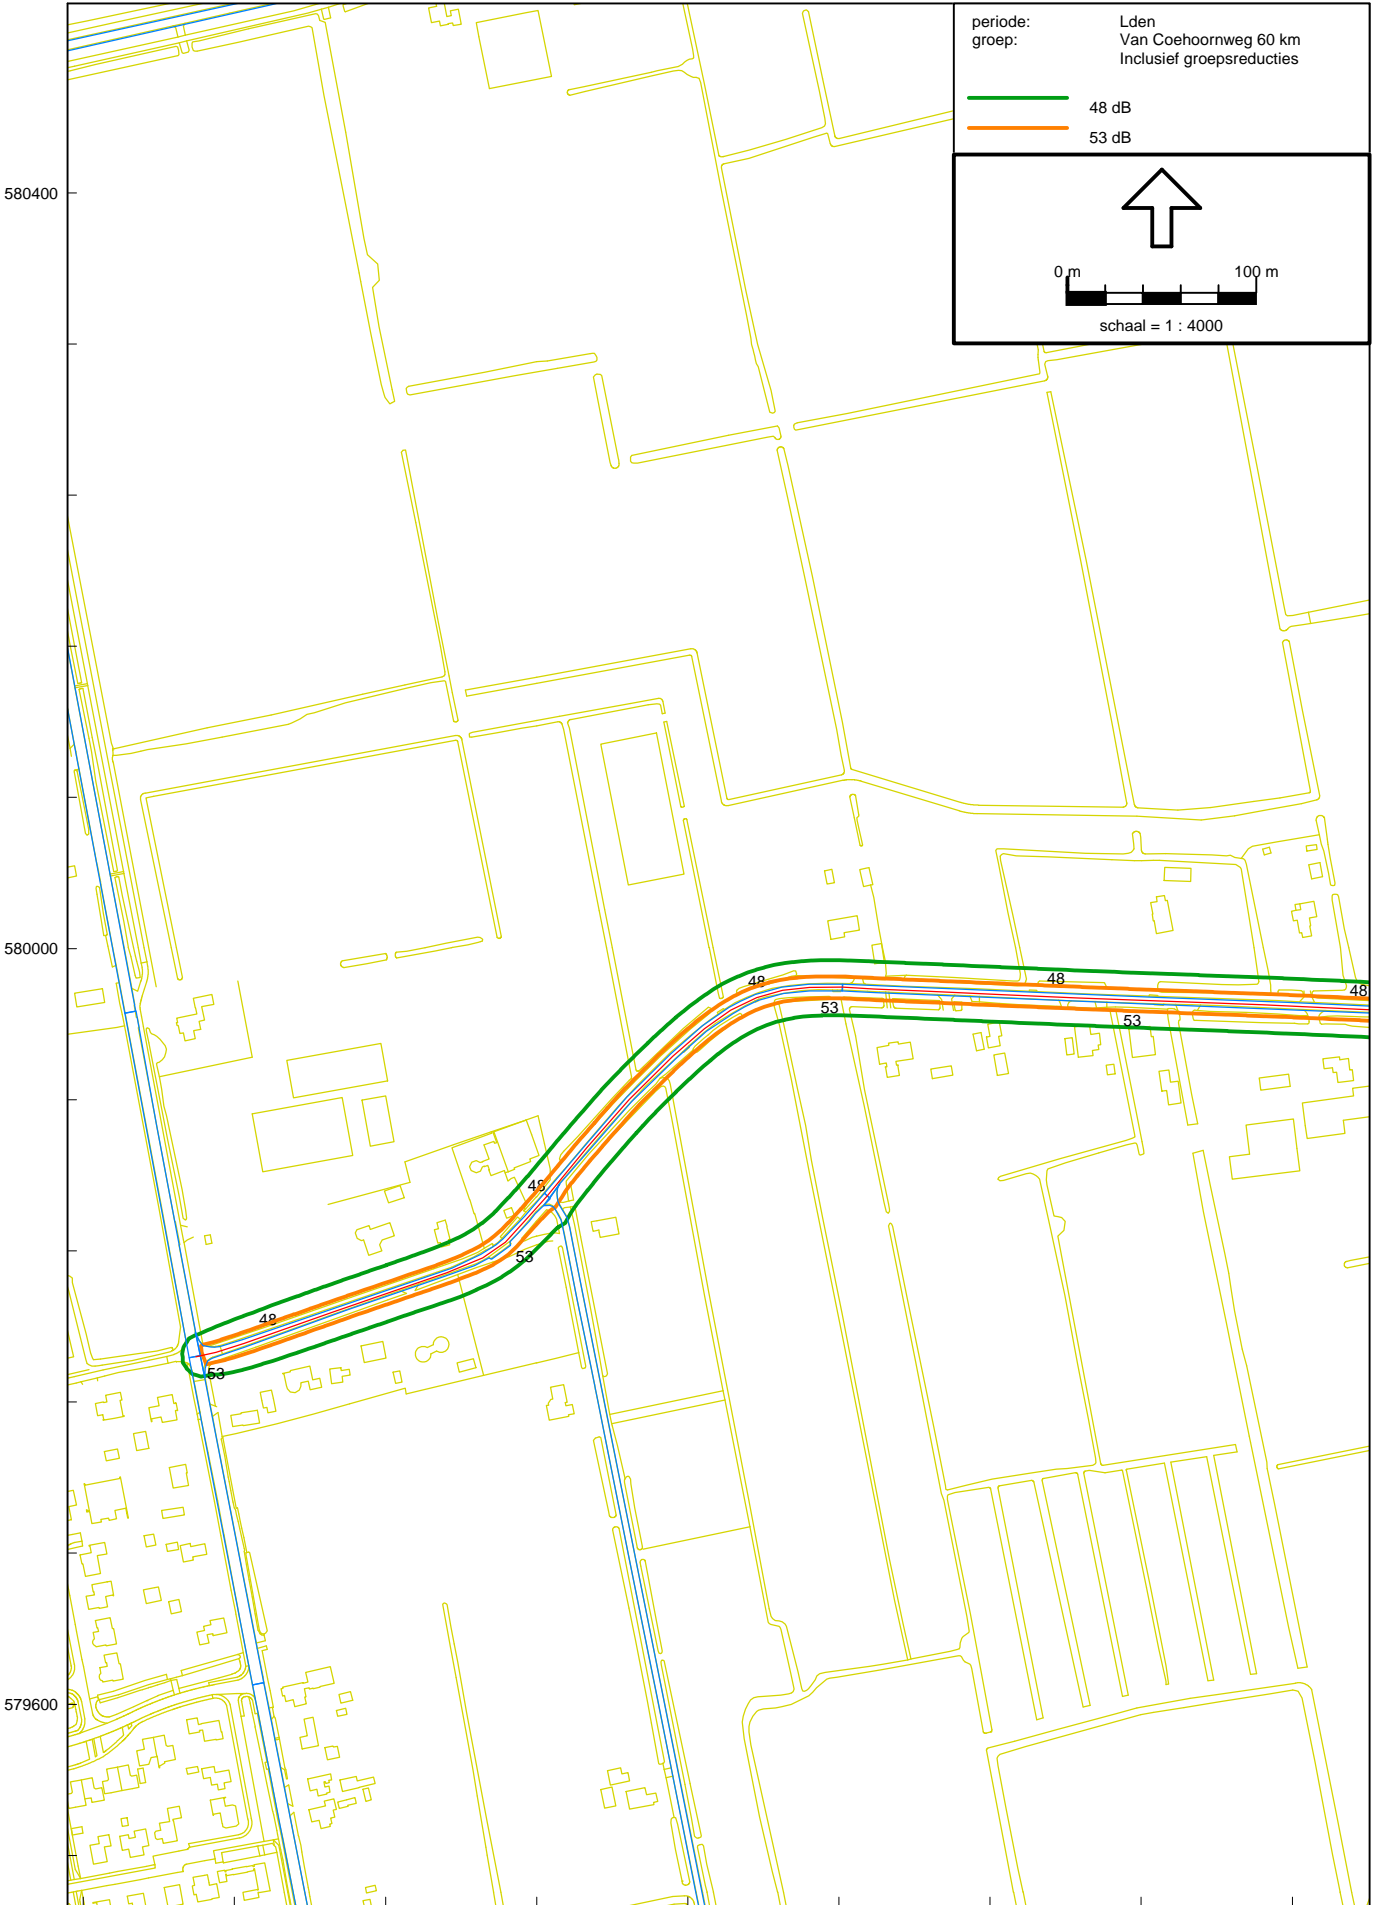 periode: Lden
groep: Van Coehoornweg 60 km
Inclusief groepsreducties
48 dB
53 dB
0 m 100 m
schaal = 1 : 4000
580400
580000
579600
48
48
48
53
53
48
53
48
53